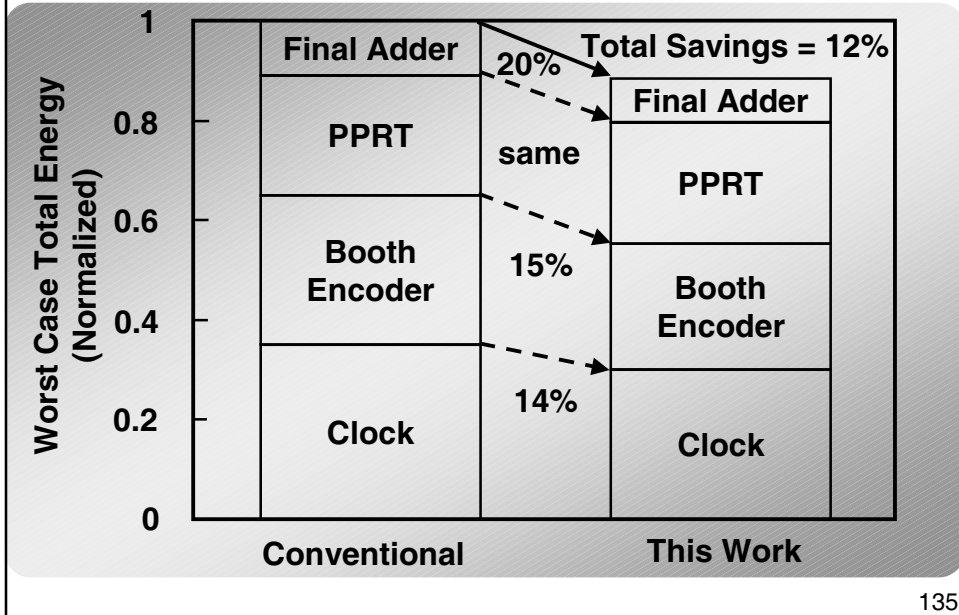 Worst Case Total Energy
(Normalized)
1
0.8
0.6
0.4
0.2
0
Final Adder
PPRT
Booth
Encoder
Clock
20%
same
15%
14%
Total Savings = 12%
Final Adder
PPRT
Booth
Encoder
Clock
Conventional
This Work
135